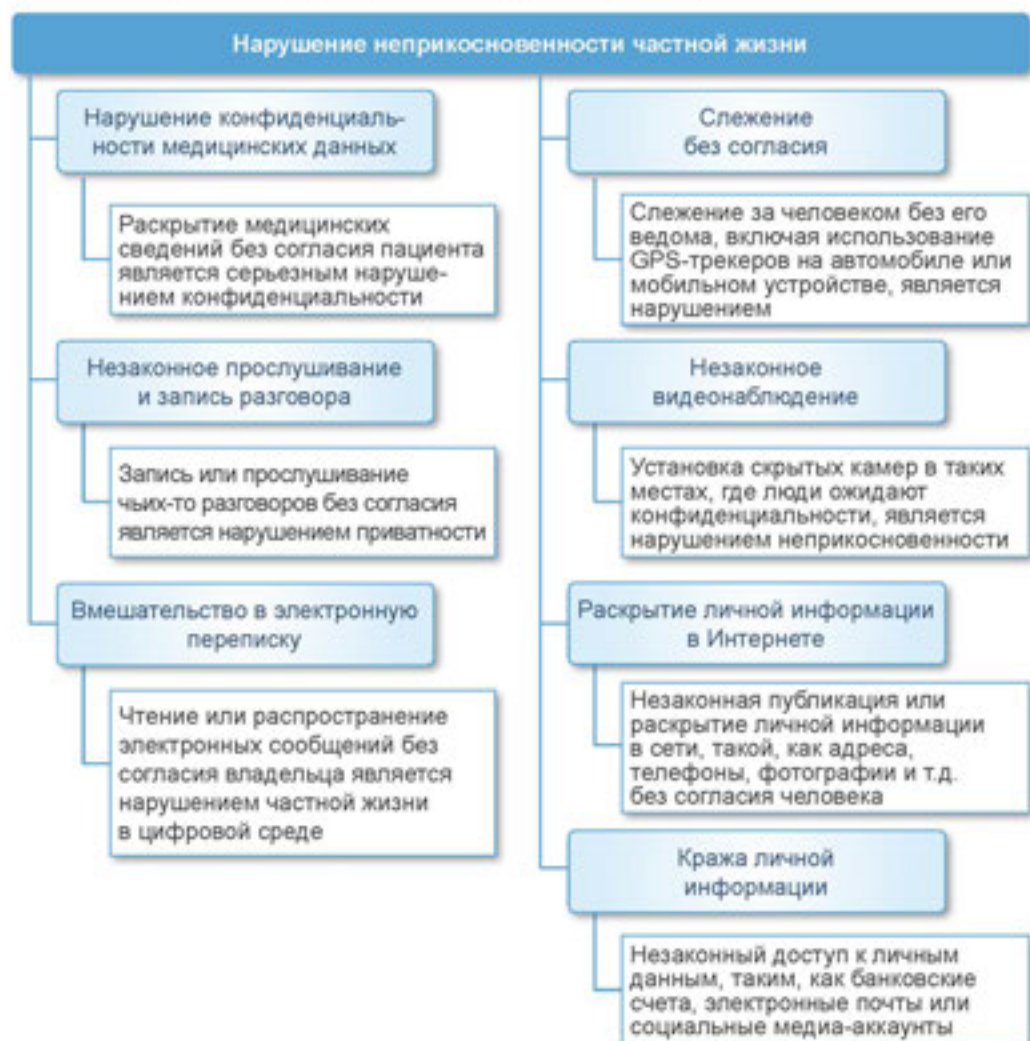 Нарушение неприкосновенности частной жизни
Нарушение конфиденциаль-
ности медицинских данных
Раскрытие медицинских
сведений без согласия пациента
является серьезным наруше-
нием конфиденциальности
Незаконное прослушивание
и запись разговора
Запись или прослушивание
чьих-то разговоров без согласия
является нарушением приватности
Вмешательство в электронную
переписку
Чтение или распространение
электронных сообщений без
согласия владельца является
нарушением частной жизни
в цифровой среде
Слежение
без согласия
Слежение за человеком без его
ведома, включая использование
GPS-трекеров на автомобиле или
мобильном устройстве, является
нарушением
Незаконное
видеонаблюдение
Установка скрытых камер в таких
местах, где люди ожидают
конфиденциальности, является
нарушением неприкосновенности
Раскрытие личной информации
в Интернете
Незаконная публикация или
раскрытие личной информации
в сети, такой, как адреса,
телефоны, фотографии и т.д.
без согласия человека
Кража личной
информации
Незаконный доступ к личным
данным, таким, как банковские
счета, электронные почты или
социальные медиа-аккаунты